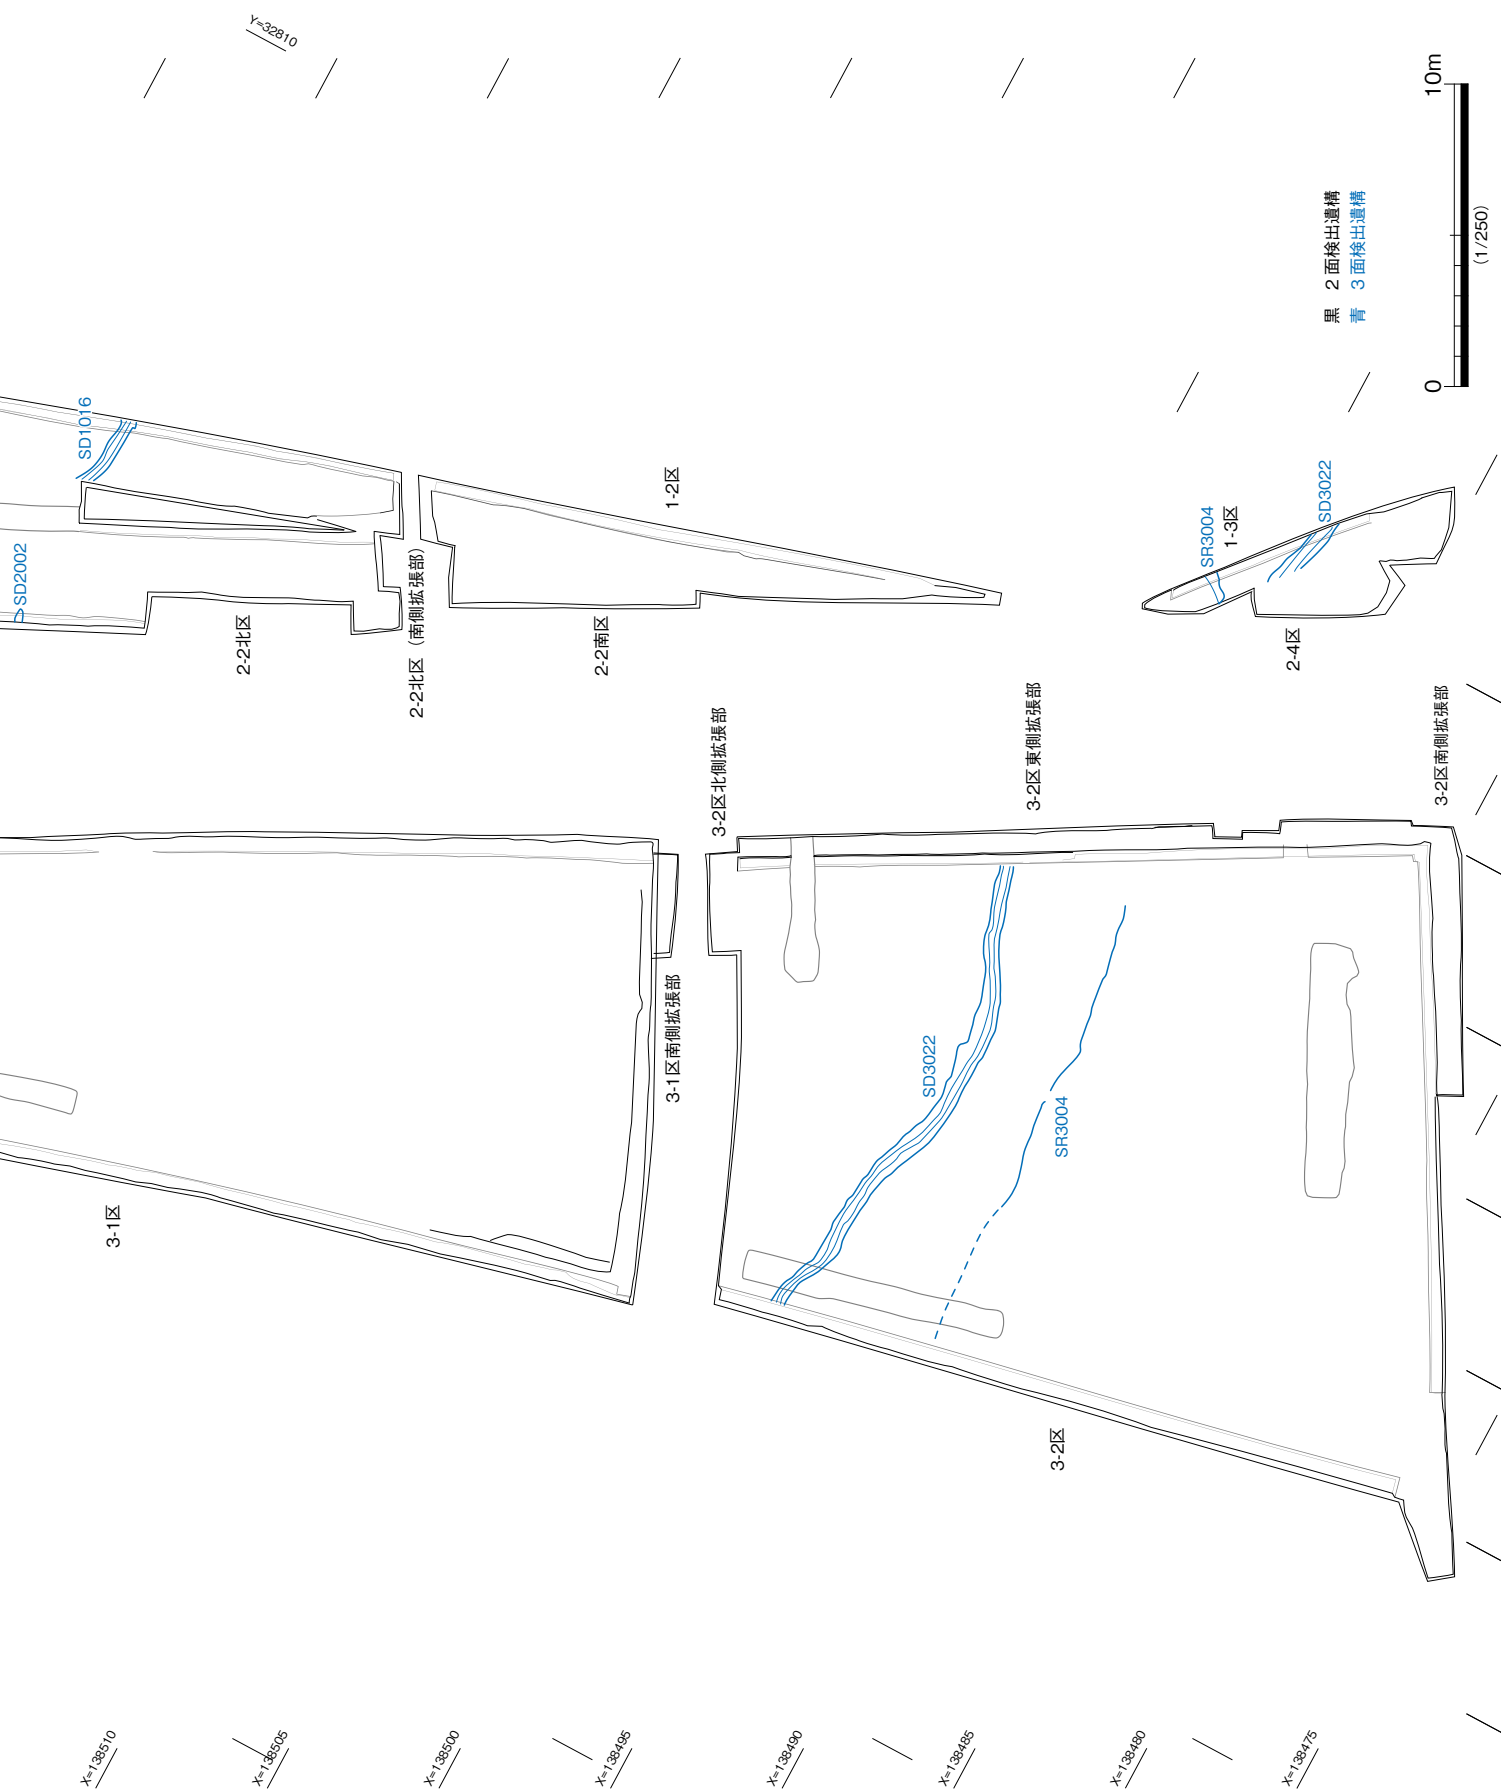 Y=32810
10m
0
(1/250)
黒　2 面検出遺構
青　3 面検出遺構
SD1016
SD2002
2-2北区
2-2北区（南側拡張部）
1-2区
2-2南区
SR3004
1-3区
SD3022
2-4区
3-2区北側拡張部
3-2区東側拡張部
3-2区南側拡張部
3-1区南側拡張部
3-1区
SD3022
SR3004
3-2区
X=138510
X=138505
X=138500
X=138495
X=138490
X=138485
X=138480
X=138475